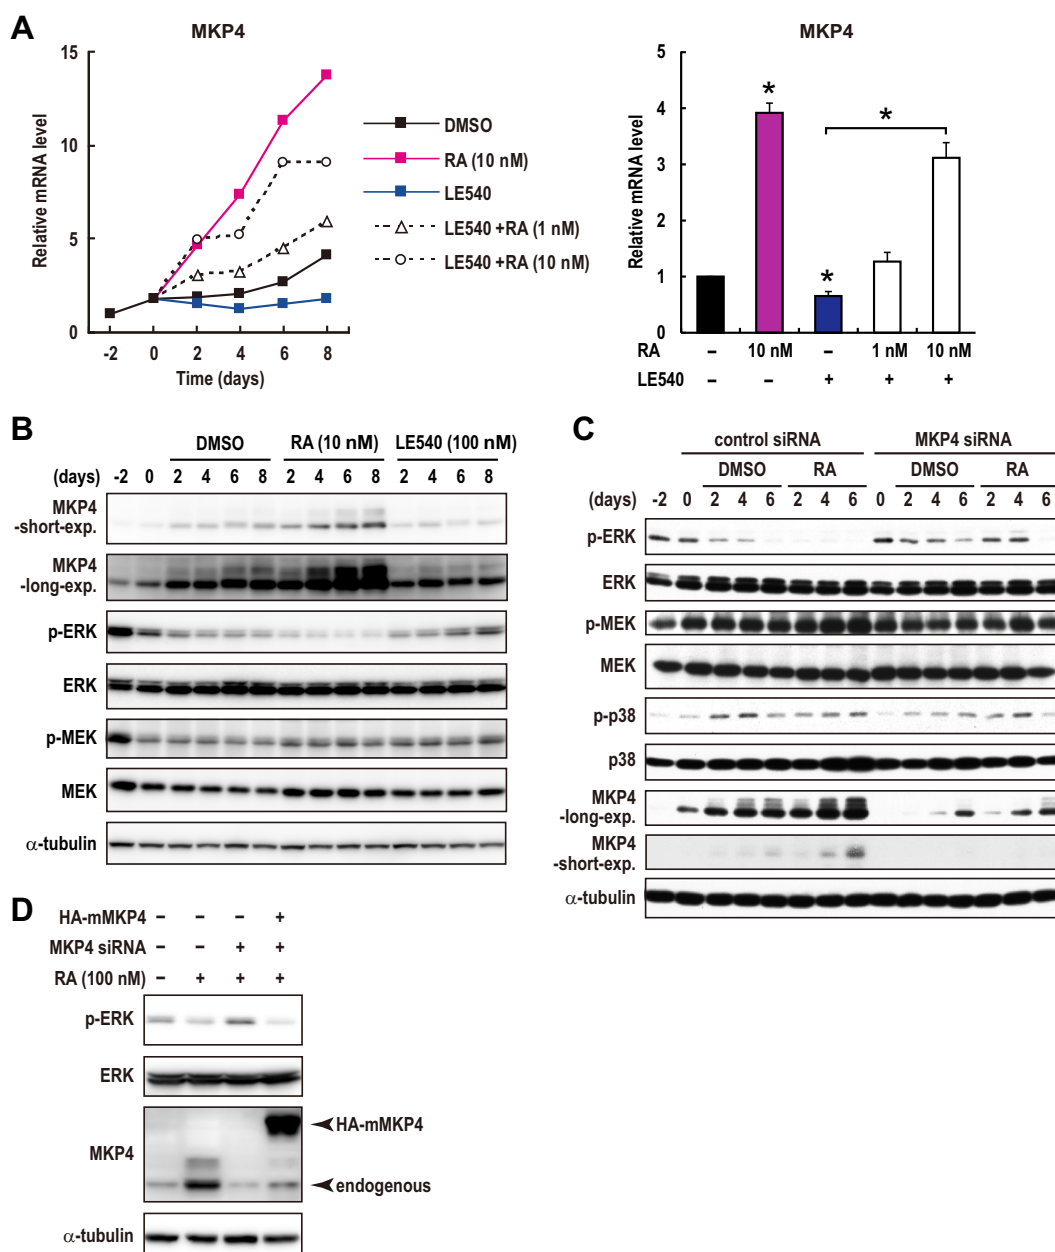 A
MKP4
15
10
5
0
Relative mRNA level
-2 0 2 4 6 8
Time (days)
DMSO
RA (10 nM)
LE540
LE540 +RA (1 nM)
LE540 +RA (10 nM)
MKP4
5
4
3
2
1
0
Relative mRNA level
* * * 
RA − 10 nM − 1 nM 10 nM
LE540 − − + + +
B
DMSO RA (10 nM) LE540 (100 nM)
(days) -2 0 2 4 6 8 2 4 6 8 2 4 6 8
MKP4
-short-exp.
MKP4
-long-exp.
p-ERK
ERK
p-MEK
MEK
α-tubulin
C
control siRNA MKP4 siRNA
DMSO RA DMSO RA
(days) -2 0 2 4 6 2 4 6 0 2 4 6 2 4 6
p-ERK
ERK
p-MEK
MEK
p-p38
p38
MKP4
-long-exp.
MKP4
-short-exp.
α-tubulin
D
HA-mMKP4 − − − +
MKP4 siRNA − − + +
RA (100 nM) − + + +
p-ERK
ERK
MKP4
HA-mMKP4
endogenous
α-tubulin